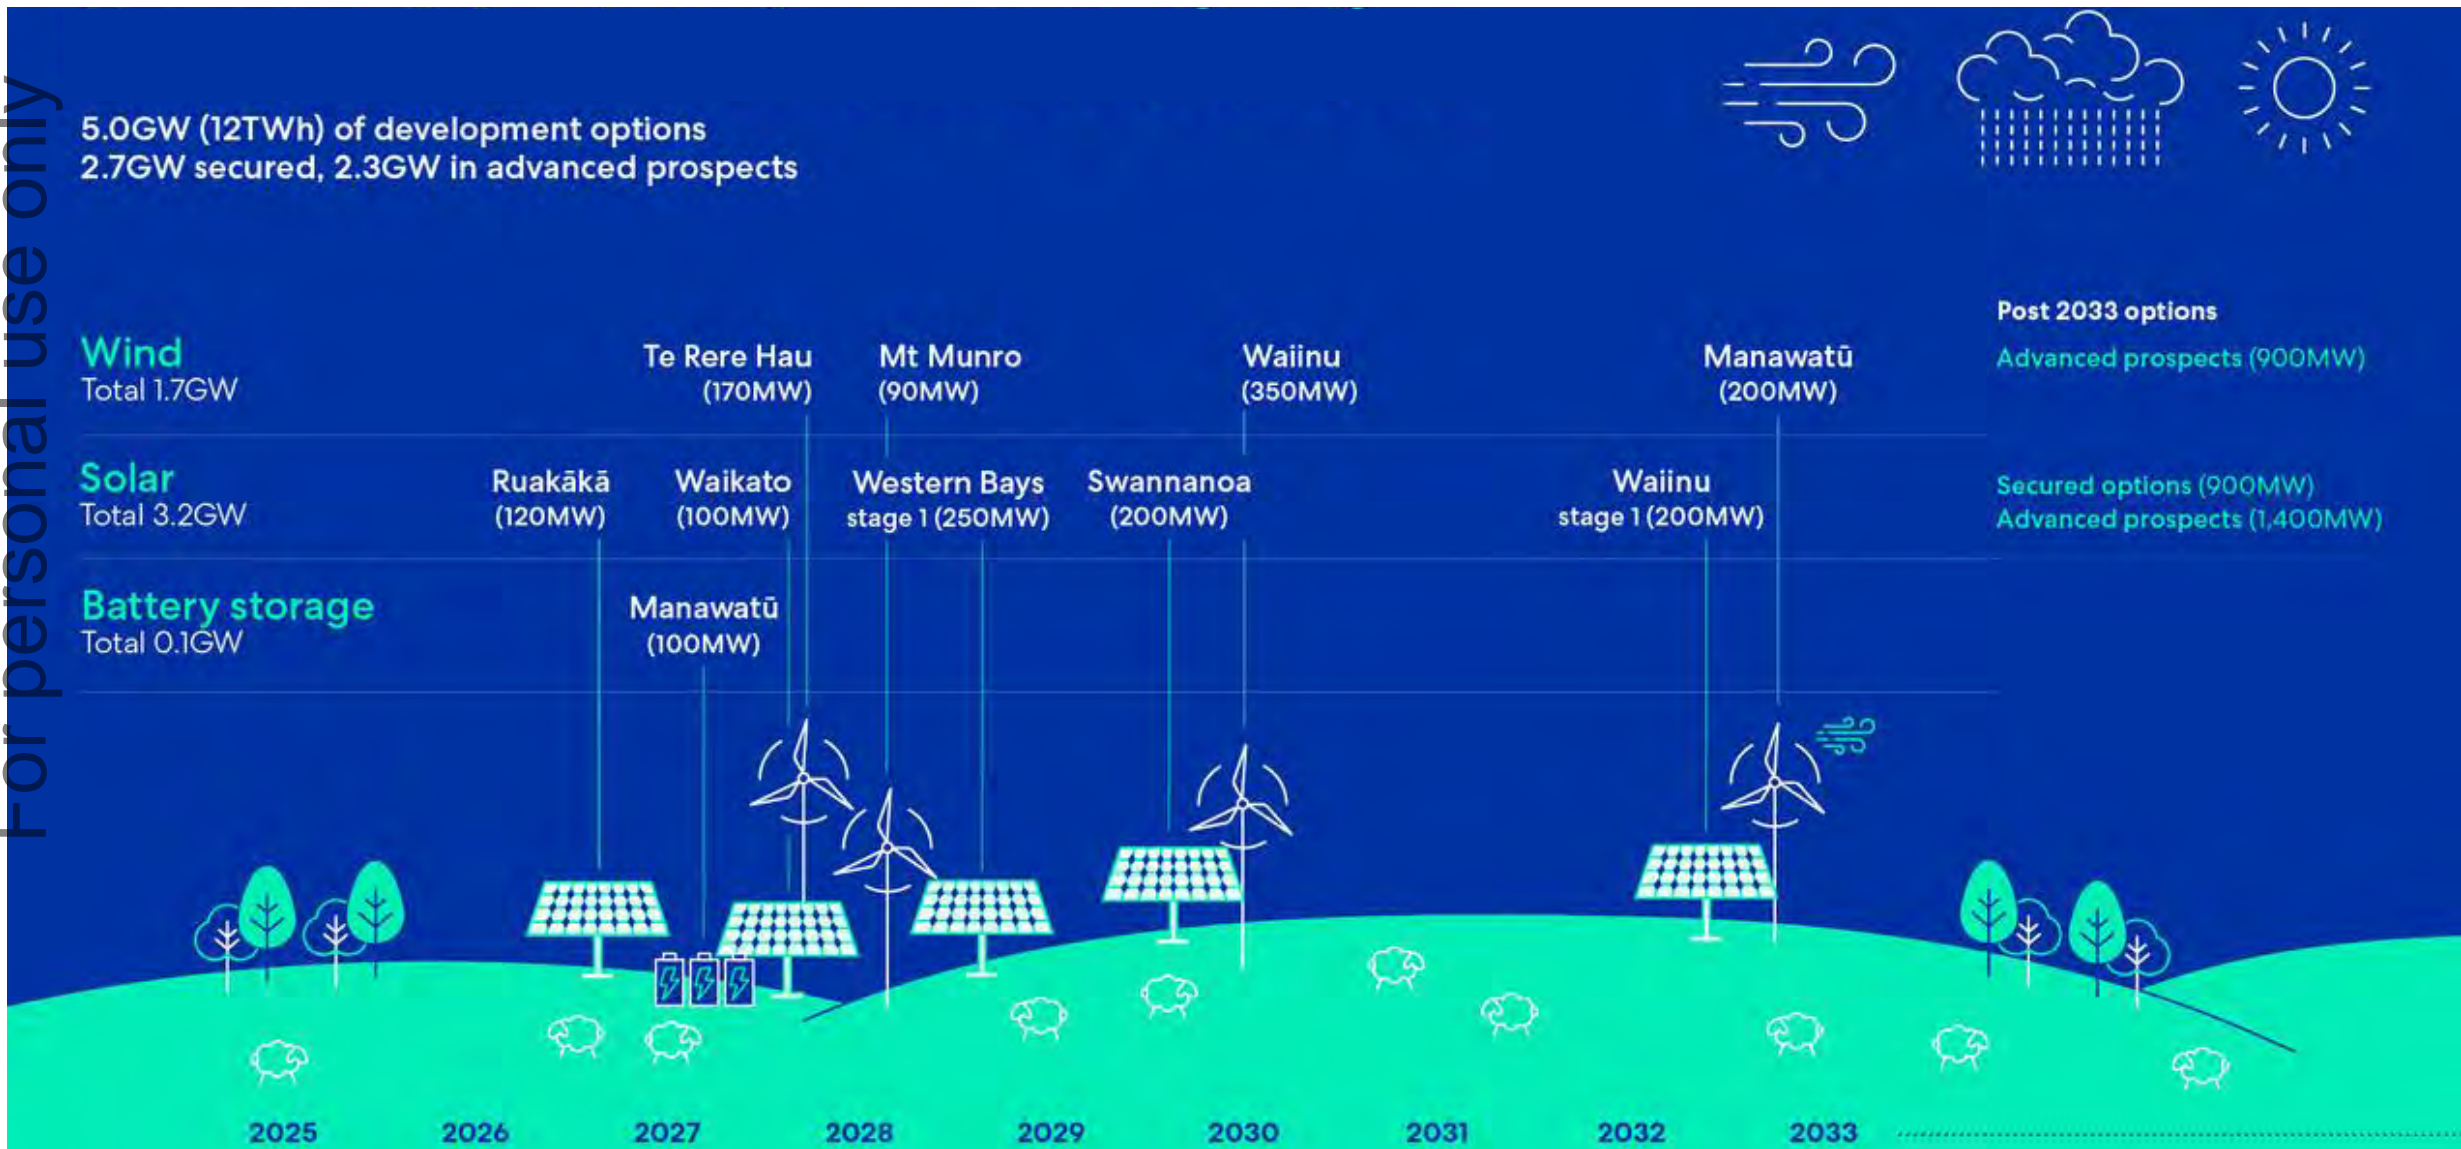 For personal use only
5.0GW (12TWh) of development options
2.7GW secured, 2.3GW in advanced prospects
Post 2033 options
Wind
Total 1.7GW
Te Rere Hau
(170MW)
Mt Munro
(90MW)
Waiinu
(350MW)
Manawatū
(200MW)
Advanced prospects (900MW)
Solar
Total 3.2GW
Ruakākā
(120MW)
Waikato
(100MW)
Western Bays
stage 1 (250MW)
Swannanoa
(200MW)
Waiinu
stage 1 (200MW)
Secured options (900MW)
Advanced prospects (1,400MW)
Battery storage
Total 0.1GW
Manawatū
(100MW)
2025 2026 2027 2028 2029 2030 2031 2032 2033